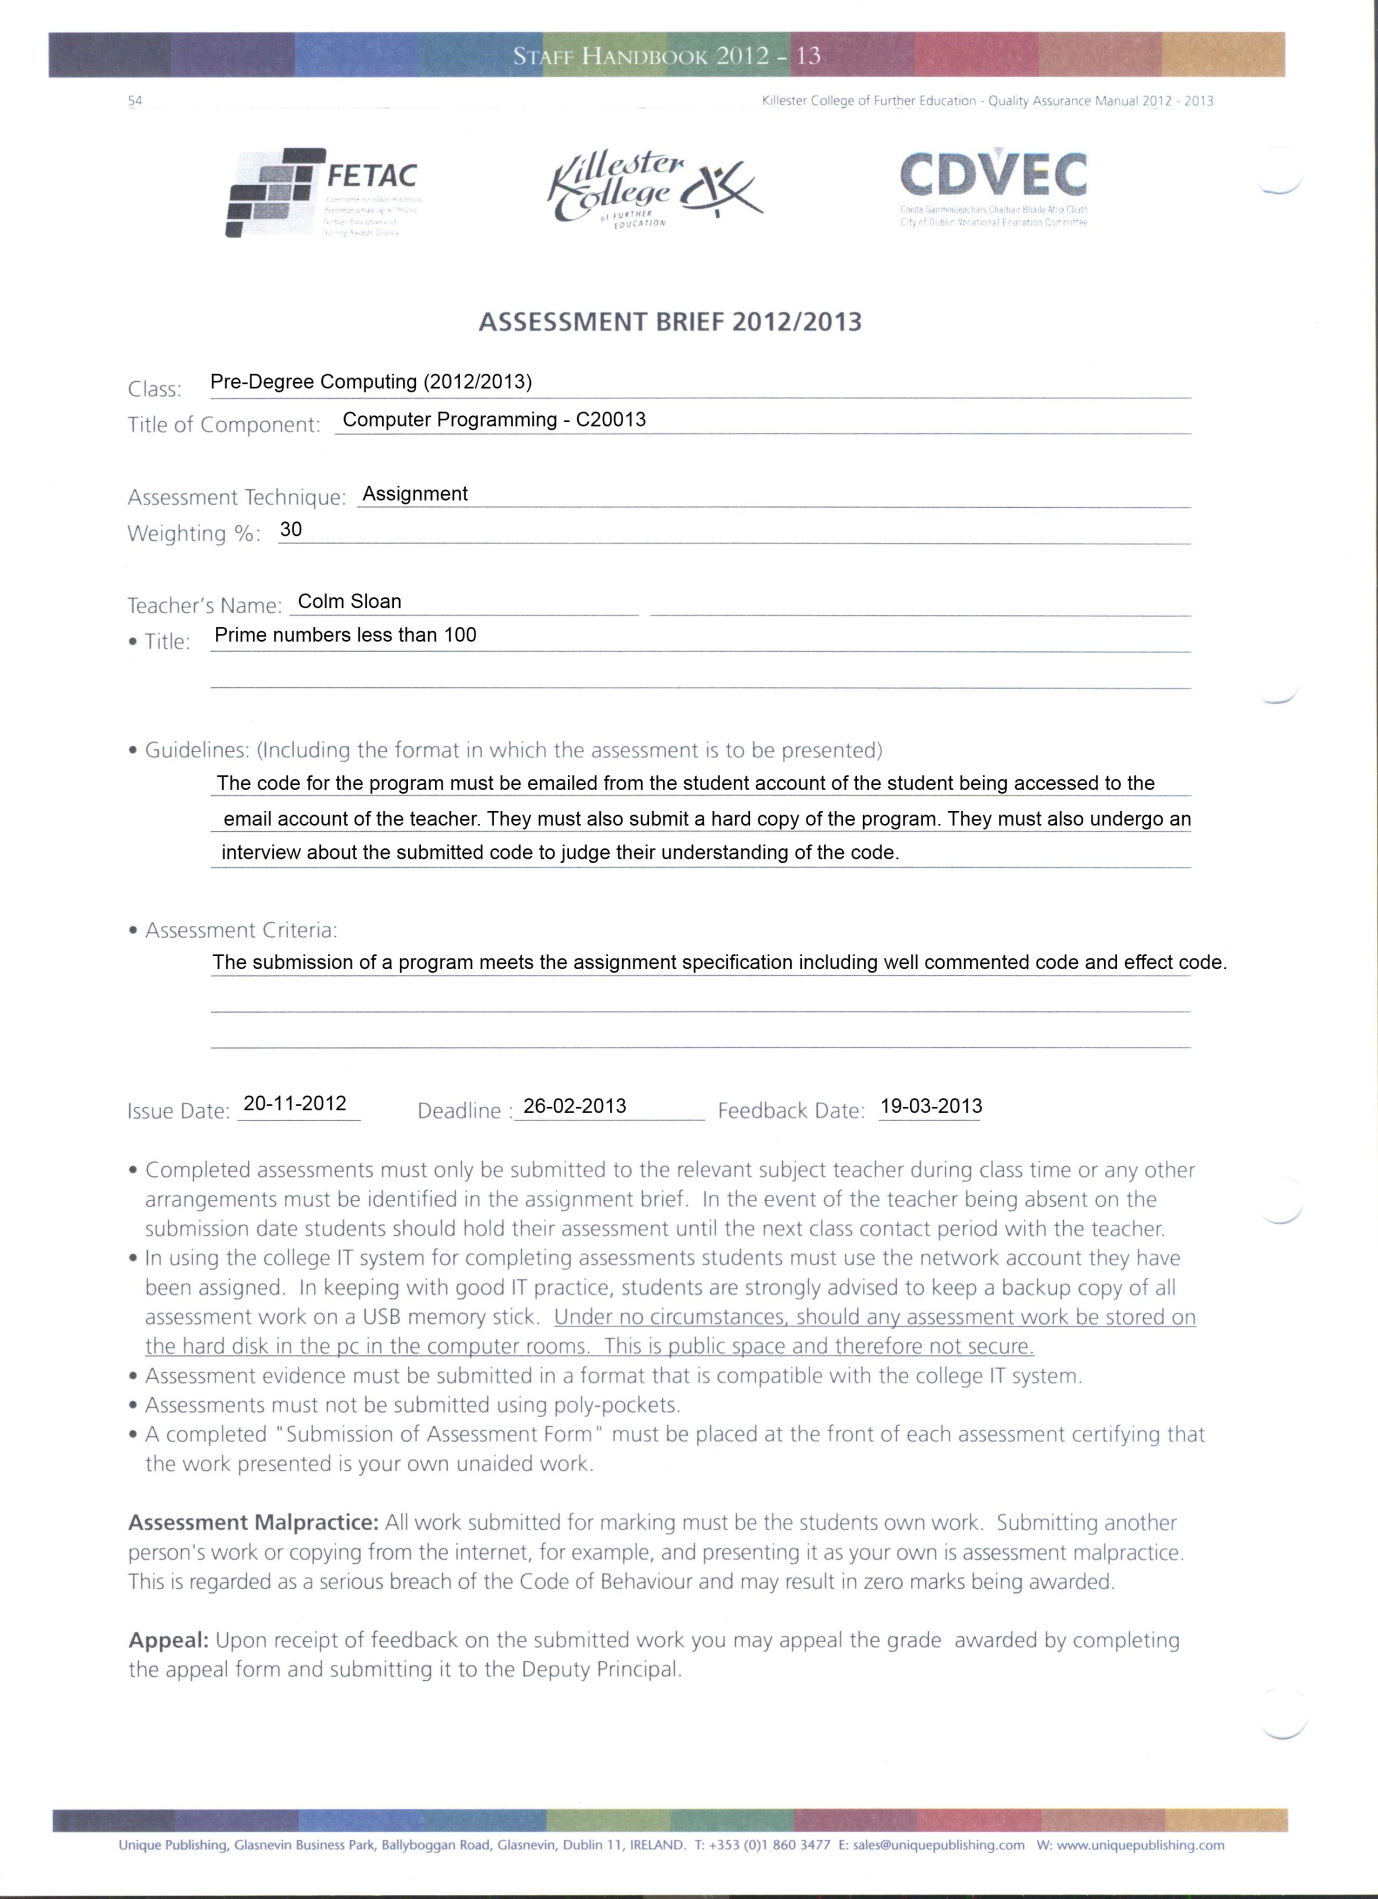 STAFF HANDBOOK 2012 – 13
54
Killester College of Further Education - Quality Assurance Manual 2012 - 2013
FETAC
Killester
College
of FURTHER
EDUCATION
CDVEC
Coiste Gairmoideachais Chathair Bhaile Átha Cliath
City of Dublin Vocational Education Committee
ASSESSMENT BRIEF 2012/2013
Class: Pre-Degree Computing (2012/2013)
Title of Component: Computer Programming - C20013
Assessment Technique: Assignment
Weighting %: 30
Teacher's Name: Colm Sloan
• Title: Prime numbers less than 100
• Guidelines: (Including the format in which the assessment is to be presented)
The code for the program must be emailed from the student account of the student being accessed to the
email account of the teacher. They must also submit a hard copy of the program. They must also undergo an
interview about the submitted code to judge their understanding of the code.
• Assessment Criteria:
The submission of a program meets the assignment specification including well commented code and effect code.
Issue Date: 20-11-2012 Deadline : 26-02-2013 Feedback Date: 19-03-2013
• Completed assessments must only be submitted to the relevant subject teacher during class time or any other
arrangements must be identified in the assignment brief. In the event of the teacher being absent on the
submission date students should hold their assessment until the next class contact period with the teacher.
• In using the college IT system for completing assessments students must use the network account they have
been assigned. In keeping with good IT practice, students are strongly advised to keep a backup copy of all
assessment work on a USB memory stick. Under no circumstances, should any assessment work be stored on
the hard disk in the pc in the computer rooms. This is public space and therefore not secure.
• Assessment evidence must be submitted in a format that is compatible with the college IT system.
• Assessments must not be submitted using poly-pockets.
• A completed "Submission of Assessment Form" must be placed at the front of each assessment certifying that
the work presented is your own unaided work.
Assessment Malpractice: All work submitted for marking must be the students own work. Submitting another
person's work or copying from the internet, for example, and presenting it as your own is assessment malpractice.
This is regarded as a serious breach of the Code of Behaviour and may result in zero marks being awarded.
Appeal: Upon receipt of feedback on the submitted work you may appeal the grade awarded by completing
the appeal form and submitting it to the Deputy Principal.
Unique Publishing, Glasnevin Business Park, Ballyboggan Road, Glasnevin, Dublin 11, IRELAND. T: +353 (0)1 860 3477 E: sales@uniquepublishing.com W: www.uniquepublishing.com